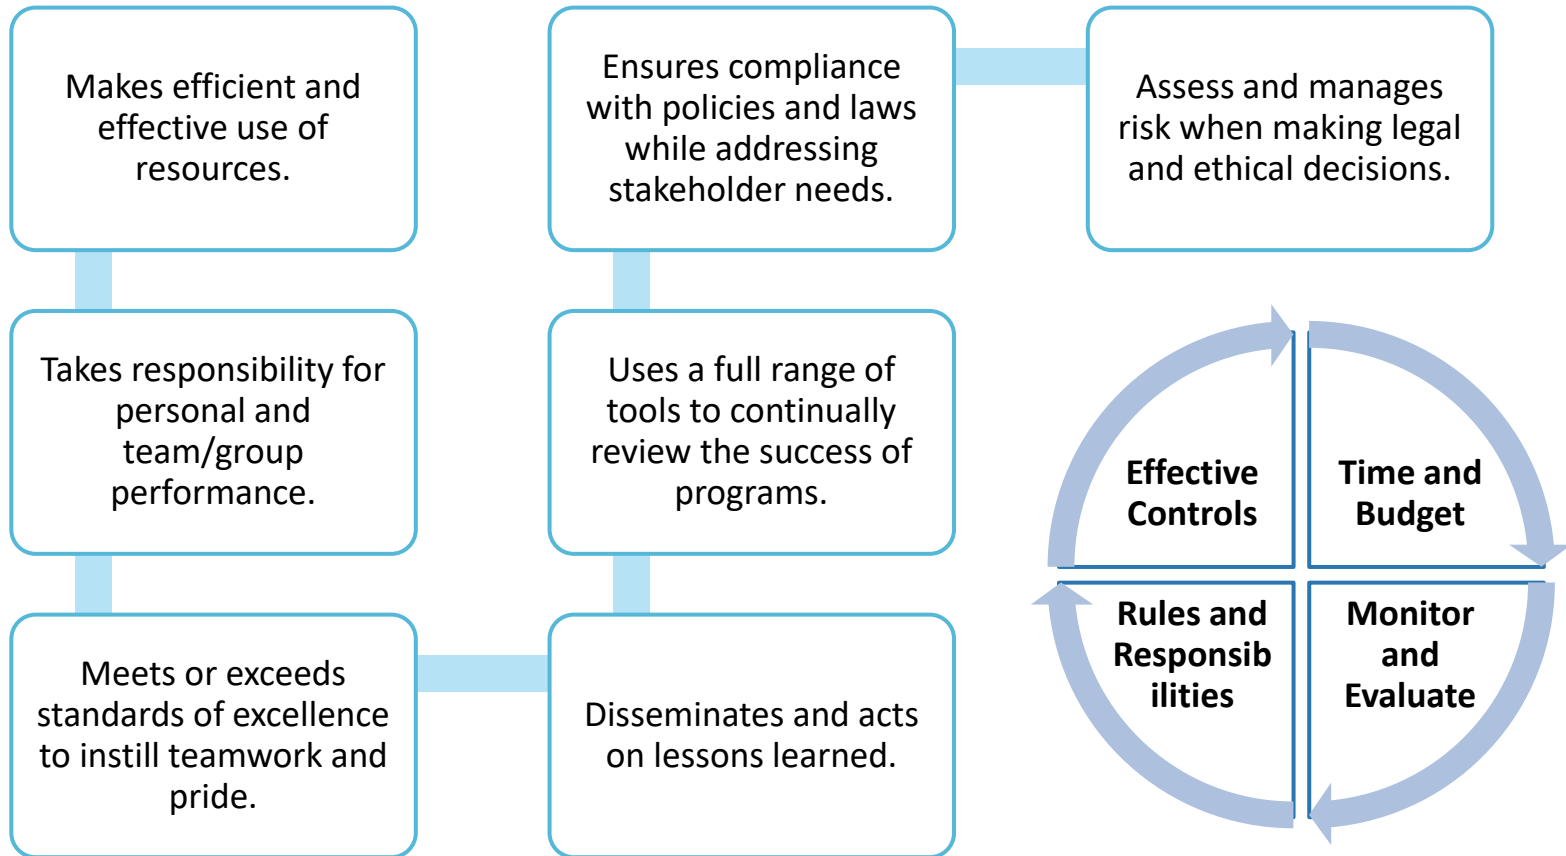 Makes efficient and
effective use of
resources.
Takes responsibility for
personal and
team/group
performance.
Meets or exceeds
standards of excellence
to instill teamwork and
pride.
Disseminates and acts
on lessons learned.
Uses a full range of
tools to continually
review the success of
programs.
Ensures compliance
with policies and laws
while addressing
stakeholder needs.
Assess and manages
risk when making legal
and ethical decisions.
Effective
Controls
Time and
Budget
Rules and
Responsib
ilities
Monitor
and
Evaluate